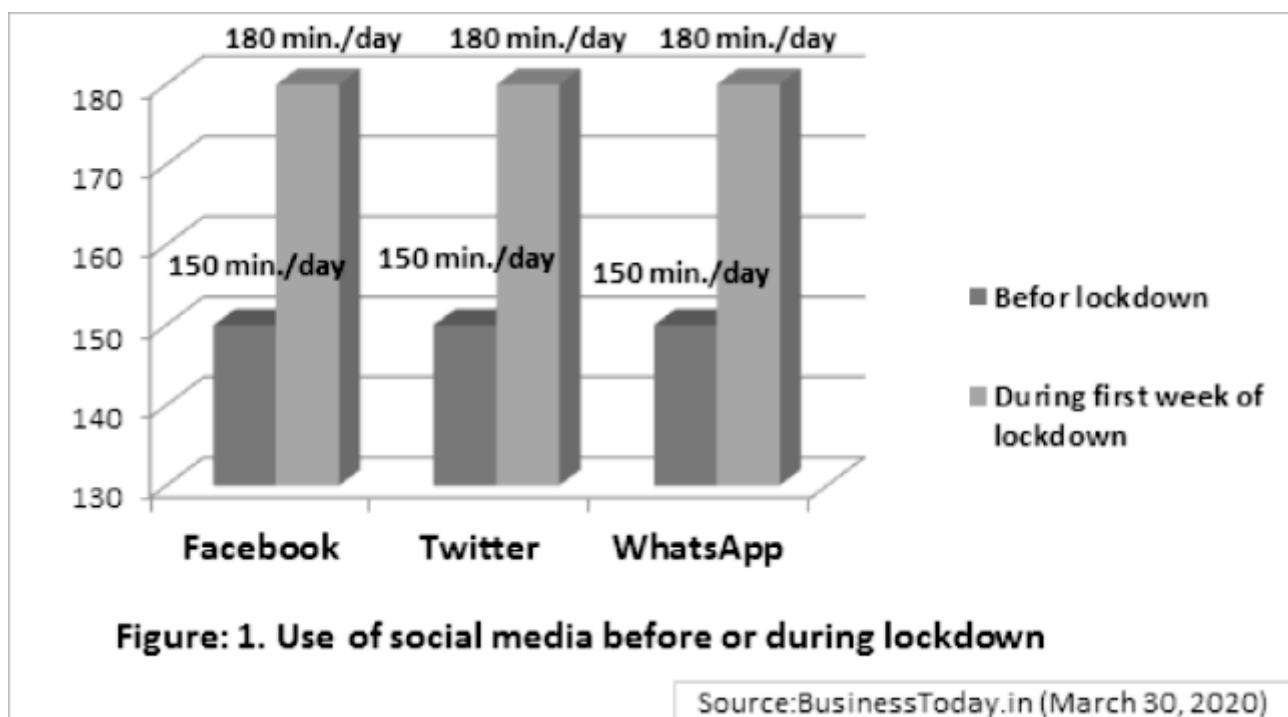 180 min./day 180 min./day 180 min./day
180
170
160
150
140
130
150 min./day 150 min./day 150 min./day
Befor lockdown
During first week of
lockdown
Facebook Twitter WhatsApp
Figure: 1. Use of social media before or during lockdown
Source:BusinessToday.in (March 30, 2020)